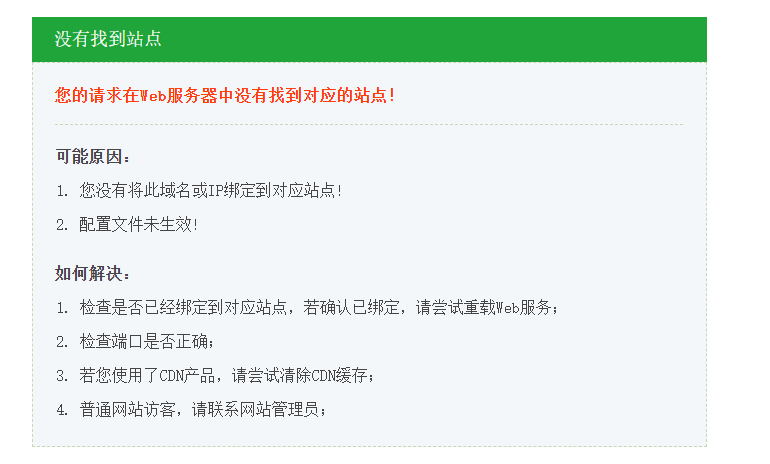 没有找到站点
您的请求在Web服务器中没有找到对应的站点!
可能原因:
1. 您没有将此域名或IP绑定到对应站点!
2. 配置文件未生效!
如何解决:
1. 检查是否已经绑定到对应站点，若确认已绑定，请尝试重载Web服务;
2. 检查端口是否正确;
3. 若您使用了CDN产品，请尝试清除CDN缓存;
4. 普通网站访客，请联系网站管理员;